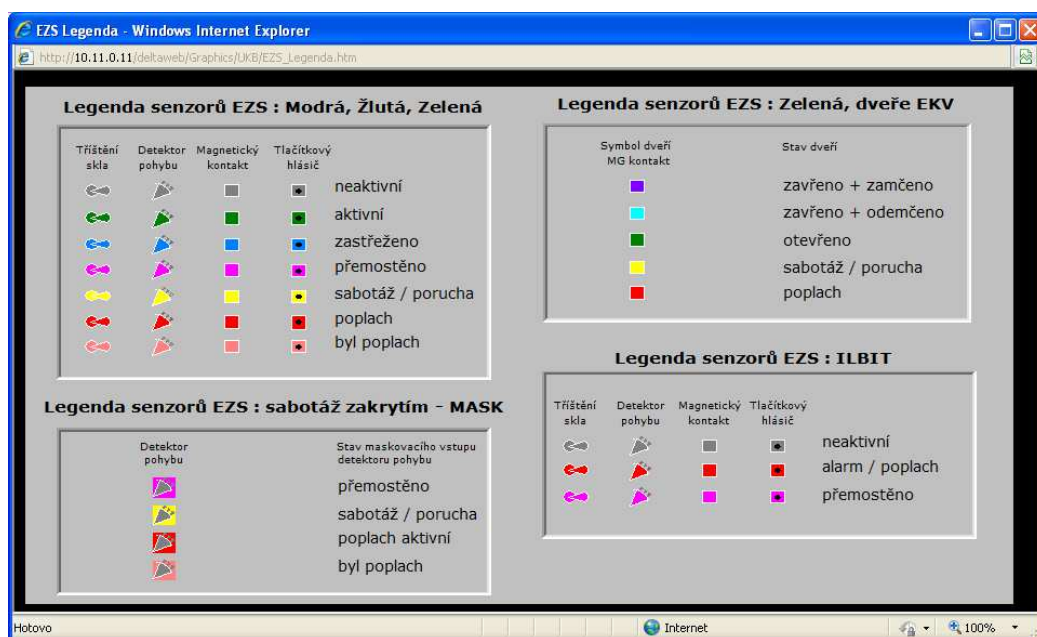 EZS Legenda - Windows Internet Explorer
http://10.11.0.11/deltaweb/Graphics/UKB/EZS_Legenda.htm
Legenda senzorů EZS : Modrá, Žlutá, Zelená
Tříštění skla
Detektor pohybu
Magnetický kontakt
Tlačítkový hlásič
neaktivní
aktivní
zastřeženo
přemostěno
sabotáž / porucha
poplach
byl poplach
Legenda senzorů EZS : Zelená, dveře EKV
Symbol dveří
MG kontakt
Stav dveří
zavřeno + zamčeno
zavřeno + odemčeno
otevřeno
sabotáž / porucha
poplach
Legenda senzorů EZS : sabotáž zakrytím - MASK
Detektor
pohybu
Stav maskovacího vstupu
detektoru pohybu
přemostěno
sabotáž / porucha
poplach aktivní
byl poplach
Legenda senzorů EZS : ILBIT
Tříštění skla
Detektor pohybu
Magnetický kontakt
Tlačítkový hlásič
neaktivní
alarm / poplach
přemostěno
Hotovo
Internet
100%